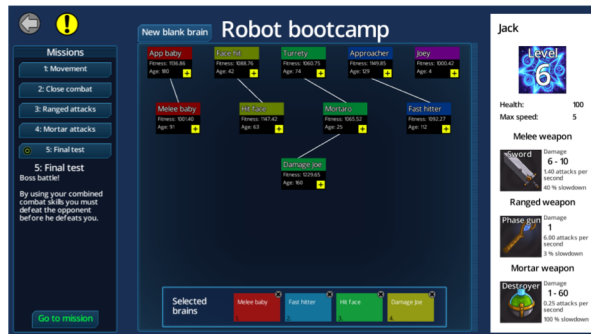 New blank brain
Robot bootcamp
Missions
1: Movement
2: Close combat
3: Ranged attacks
4: Mortar attacks
5: Final test
5: Final test
Boss battle!
By using your combined
combat skills you must
defeat the opponent
before he defeats you.
Go to mission
App baby
Fitness: 1106.86
Age: 180
Face hit
Fitness: 1088.76
Age: 42
Turrety
Fitness: 1060.75
Age: 74
Approacher
Fitness: 1149.85
Age: 129
Joey
Fitness: 1000.42
Age: 4
Melee baby
Fitness: 1001.40
Age: 91
Hit face
Fitness: 1147.42
Age: 63
Mortaro
Fitness: 1065.52
Age: 25
Fast hitter
Fitness: 1092.27
Age: 112
Damage joe
Fitness: 1229.65
Age: 160
Selected
brains
Melee baby
1.
Fast hitter
2.
Hit face
3.
Damage joe
4.
Jack
Level
6
Health: 100
Max speed: 5
Melee weapon
Sword
Damage
6 - 10
1.40 attacks per
second
40 % slowdown
Ranged weapon
Phase gun
Damage
1
6.00 attacks per
second
3 % slowdown
Mortar weapon
Destroyer
Damage
1 - 60
0.25 attacks per
second
100 % slowdown